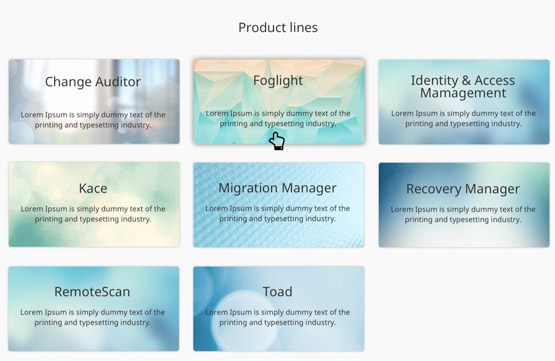 Product lines
Change Auditor
Lorem Ipsum is simply dummy text of the
printing and typesetting industry.
Foglight
Lorem Ipsum is simply dummy text of the
printing and typesetting industry.
Identity & Access
Mamagement
Lorem Ipsum is simply dummy text of the
printing and typesetting industry.
Kace
Lorem Ipsum is simply dummy text of the
printing and typesetting industry.
Migration Manager
Lorem Ipsum is simply dummy text of the
printing and typesetting industry.
Recovery Manager
Lorem Ipsum is simply dummy text of the
printing and typesetting industry.
RemoteScan
Lorem Ipsum is simply dummy text of the
printing and typesetting industry.
Toad
Lorem Ipsum is simply dummy text of the
printing and typesetting industry.